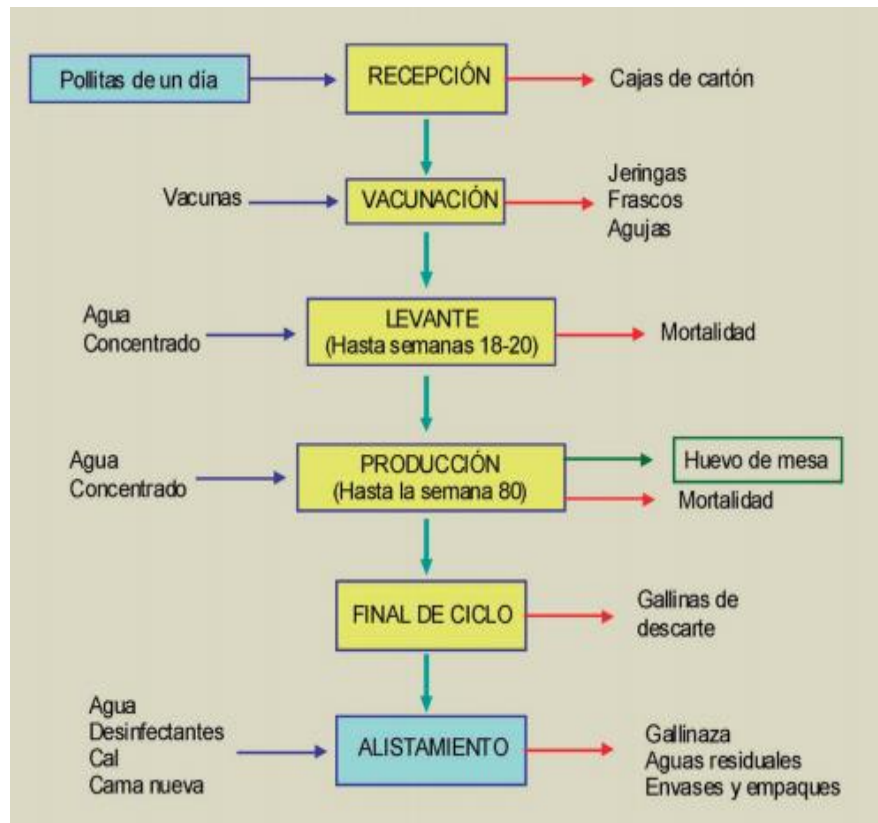 Pollitas de un día
RECEPCIÓN
Cajas de cartón
Vacunas
VACUNACIÓN
Jeringas
Frascos
Agujas
Agua
Concentrado
LEVANTE
(Hasta semanas 18-20)
Mortalidad
Agua
Concentrado
PRODUCCIÓN
(Hasta la semana 80)
Huevo de mesa
Mortalidad
FINAL DE CICLO
Gallinas de
descarte
Agua
Desinfectantes
Cal
Cama nueva
ALISTAMIENTO
Gallinaza
Aguas residuales
Envases y empaques